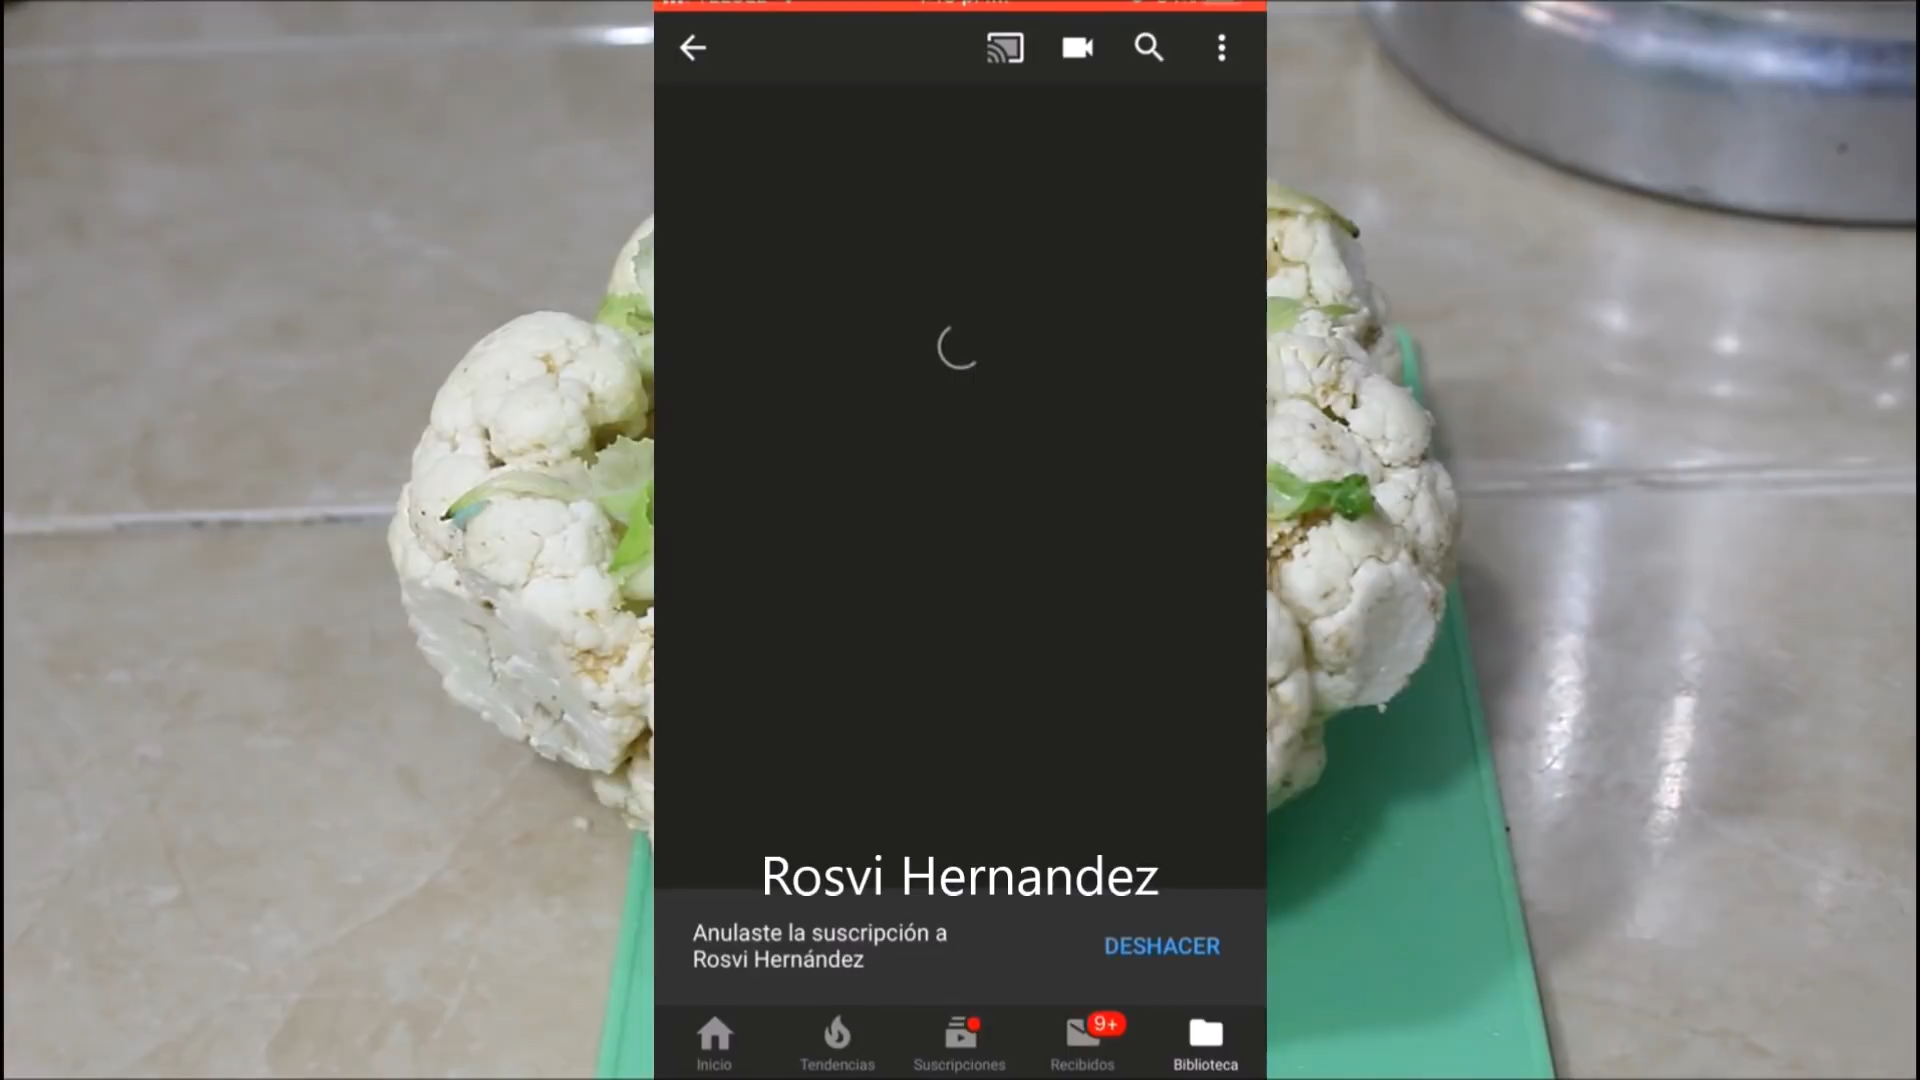 Rosvi Hernandez
Anulaste la suscripción a
Rosvi Hernández
DESHACER
9+
Inicio
Tendencias
Suscripciones
Recibidos
Biblioteca